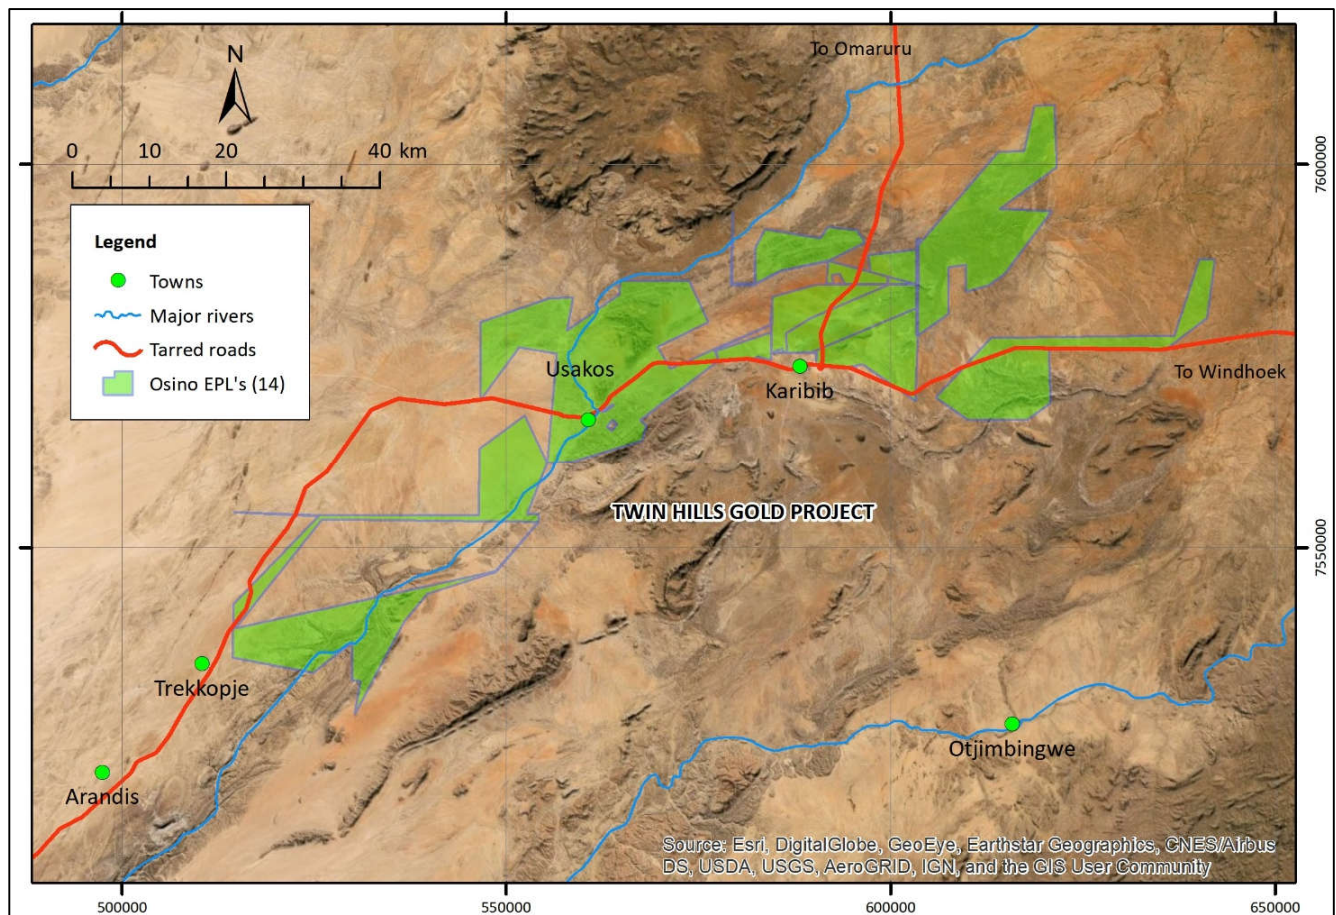 To Omaruru
N
0 10 20 40 km
7600000
Legend
Towns
Major rivers
Tarred roads
Osino EPL's (14)
Usakos
Karibib
To Windhoek
TWIN HILLS GOLD PROJECT
7550000
Trekkopje
Otjimbingwe
Arandis
Source: Esri, DigitalGlobe, GeoEye, Earthstar Geographics, CNES/Airbus
DS, USDA, USGS, AeroGRID, IGN, and the GIS User Community
500000 550000 600000 650000